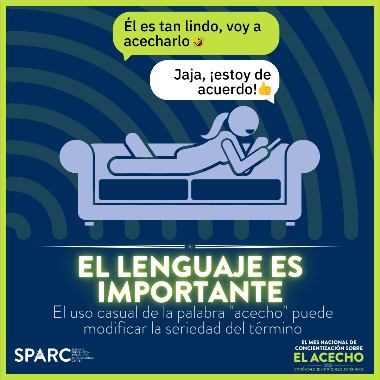 Él es tan lindo, voy a
acecharlo 🤣
Jaja, ¡estoy de
acuerdo!👍
EL LENGUAJE ES
IMPORTANTE
El uso casual de la palabra "acecho" puede
modificar la seriedad del término
SPARC
EL MES NACIONAL DE
CONCIENTIZACIÓN SOBRE
EL ACECHO